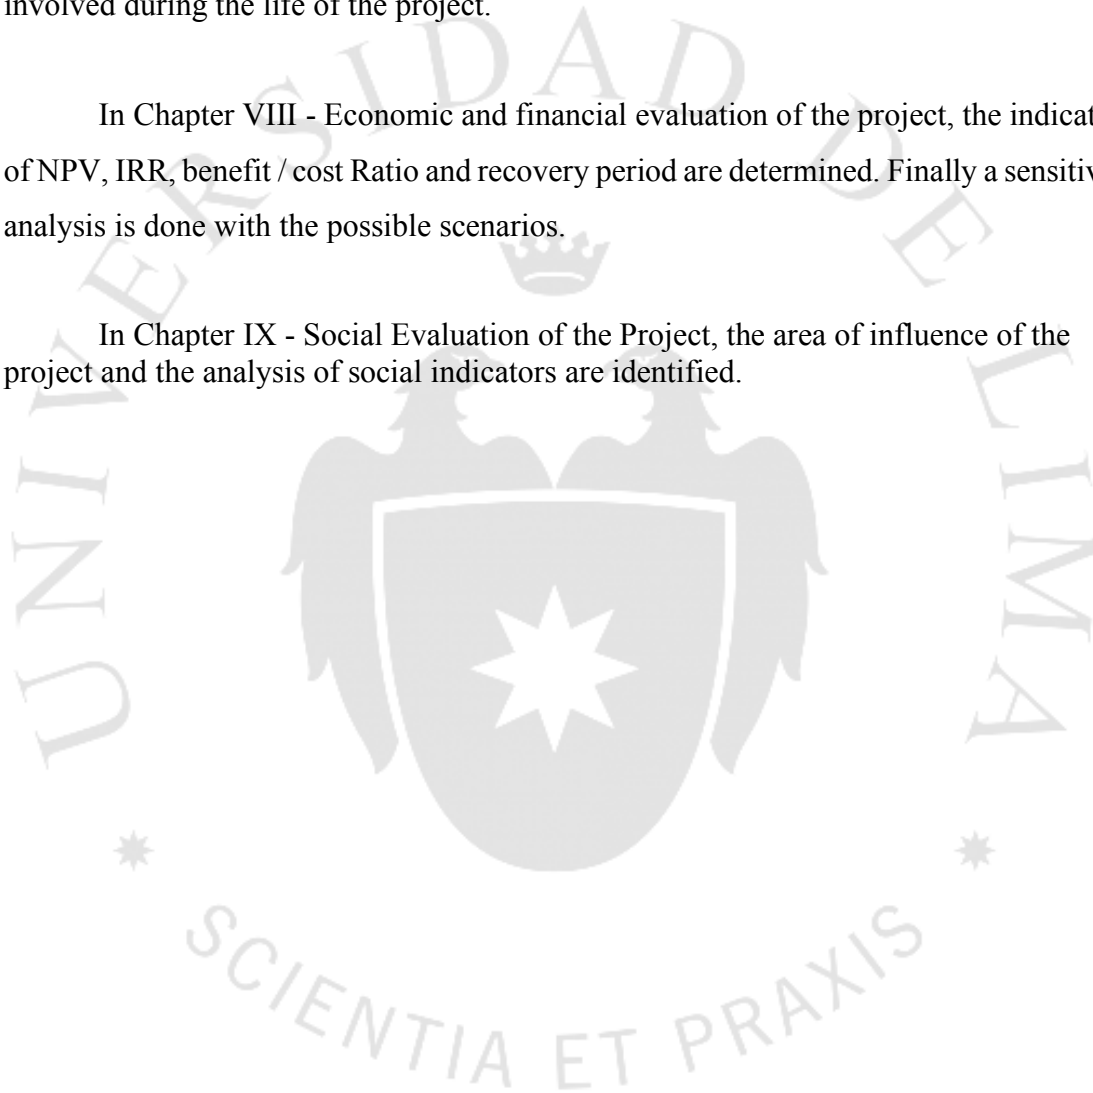 involved during the life of the project.
In Chapter VIII - Economic and financial evaluation of the project, the
of NPV, IRR, benefit / cost Ratio and recovery period are determined. Finally a
analysis is done with the possible scenarios.
In Chapter IX - Social Evaluation of the Project, the area of influence of the
project and the analysis of social indicators are identified.
UNIVERSIDAD DE LIMA
SCIENTIA ET PRAXIS